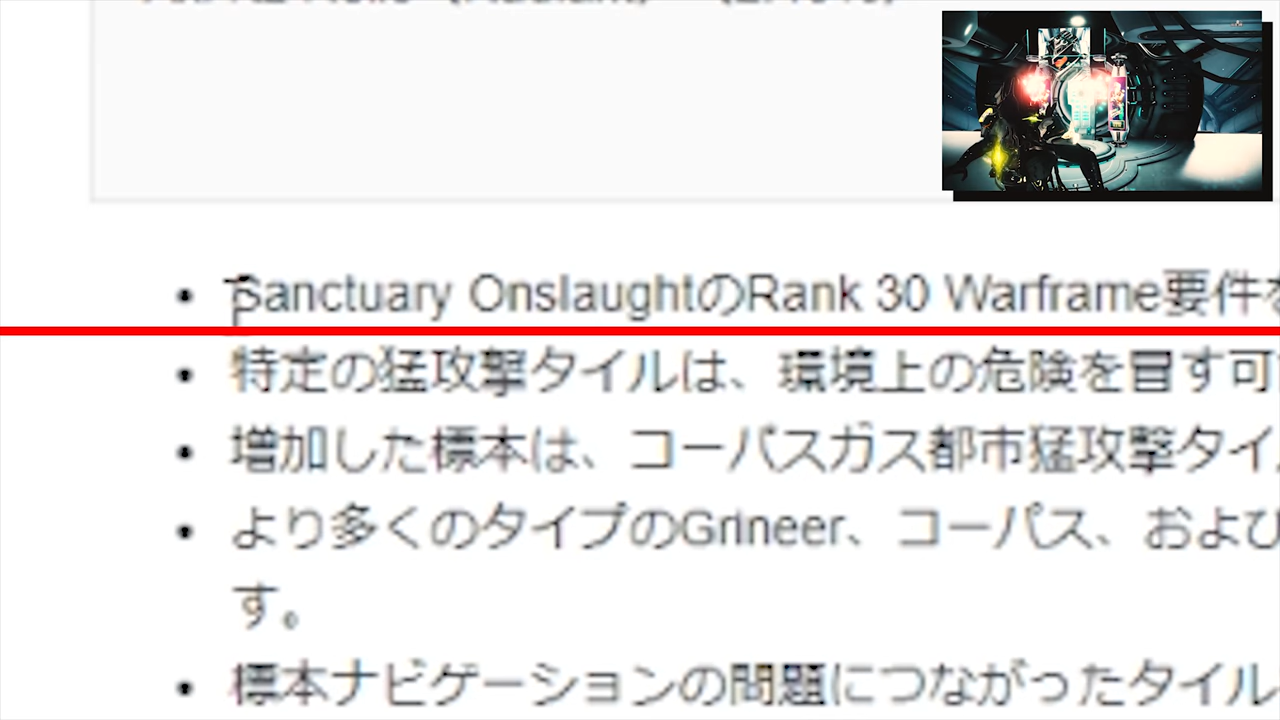 Sanctuary OnslaughtのRank 30 Warframe要件
特定の猛攻撃タイルは、環境上の危険を冒す可
増加した標本は、コーパスガス都市猛攻撃タイ
より多くのタイプのGrineer、コーパス、および
す。
標本ナビゲーションの問題につながったタイル